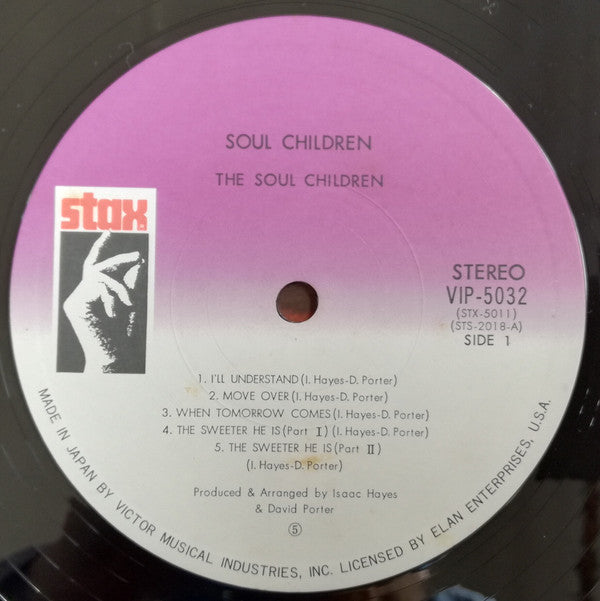 SOUL CHILDREN
THE SOUL CHILDREN
stax
STEREO
VIP-5032
(STX-5011)
(STS-2018-A)
SIDE 1
1. I'LL UNDERSTAND (I. Hayes-D. Porter)
2. MOVE OVER (I. Hayes-D. Porter)
3. WHEN TOMORROW COMES (I. Hayes-D. Porter)
4. THE SWEETER HE IS (Part I) (I. Hayes-D. Porter)
5. THE SWEETER HE IS (Part II)
(I. Hayes-D. Porter)
Produced & Arranged by Isaac Hayes
& David Porter
⑤
MADE IN JAPAN BY VICTOR MUSICAL INDUSTRIES, INC. LICENSED BY ELAN ENTERPRISES, U.S.A.